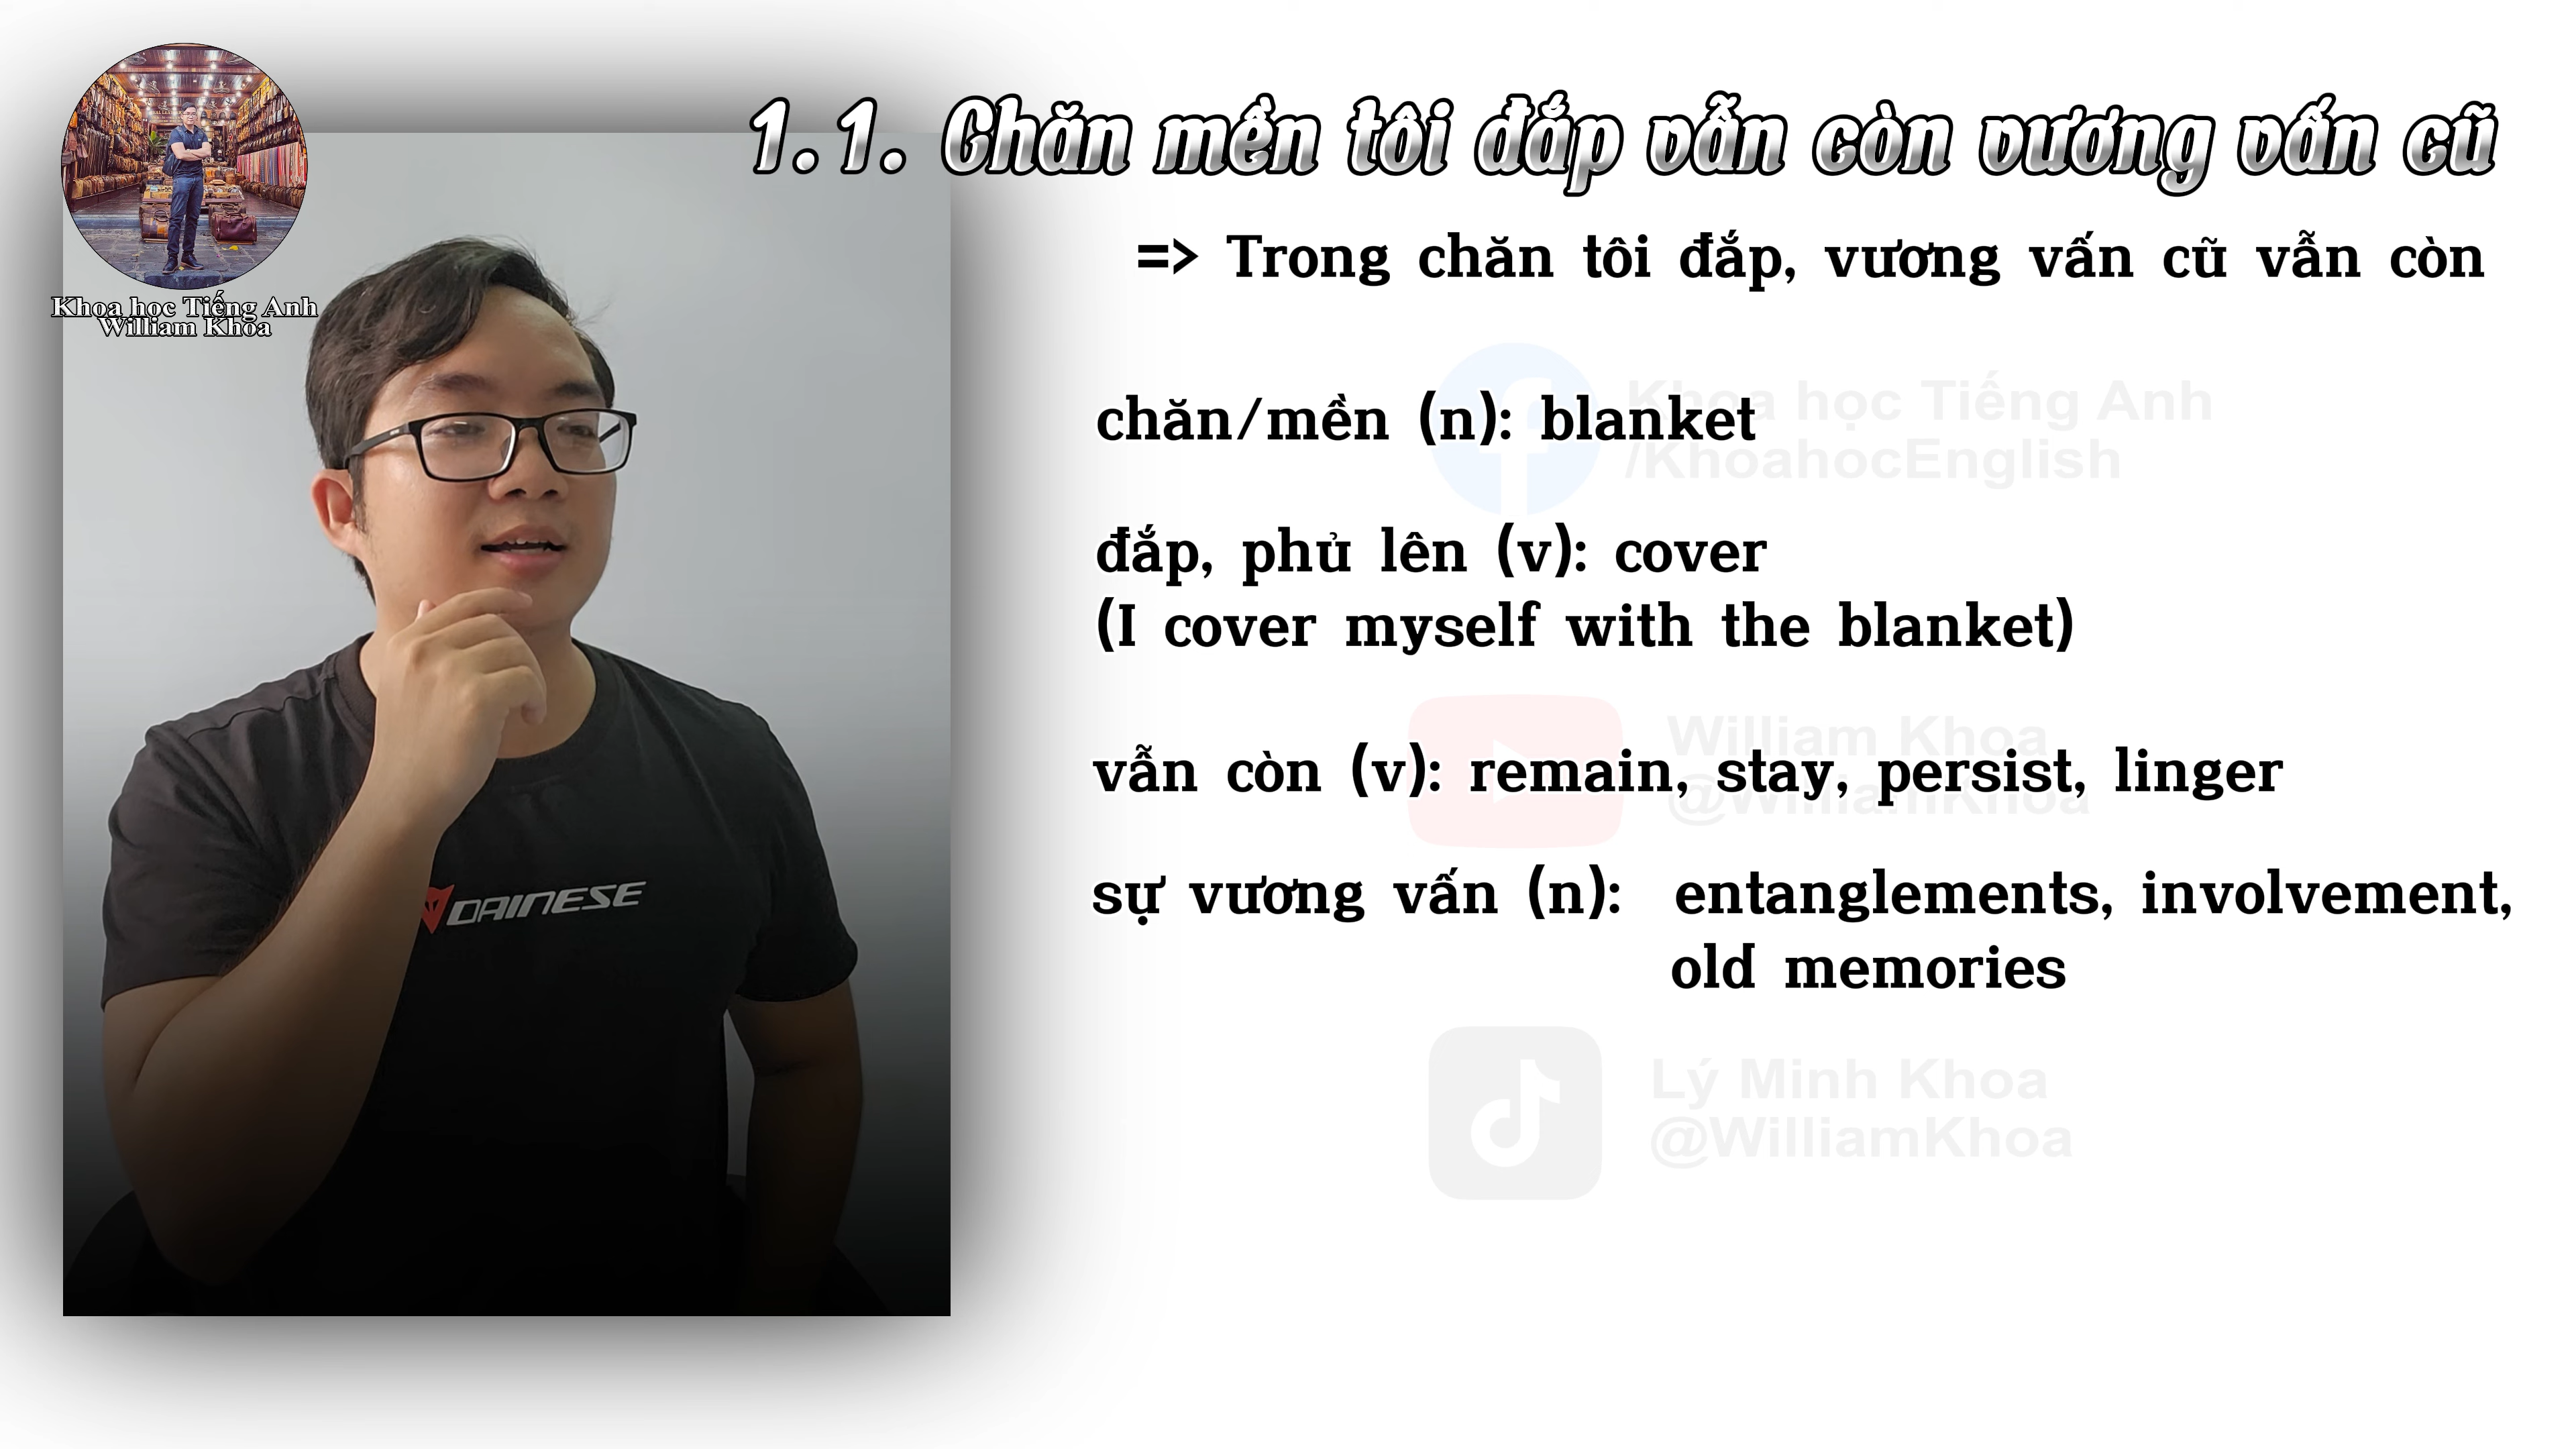 1.1. Chăn mền tôi đắp vẫn còn vương vấn cũ
=> Trong chăn tôi đắp, vương vấn cũ vẫn còn
Khoa học Tiếng Anh
William Khoa
chăn/mền (n): blanket
Khoa học Tiếng Anh
/KhoahocEnglish
đắp, phủ lên (v): cover
(I cover myself with the blanket)
William Khoa
@WilliamKhoa
vẫn còn (v): remain, stay, persist, linger
sự vương vấn (n): entanglements, involvement,
old memories
DAINESE
Lý Minh Khoa
@WilliamKhoa